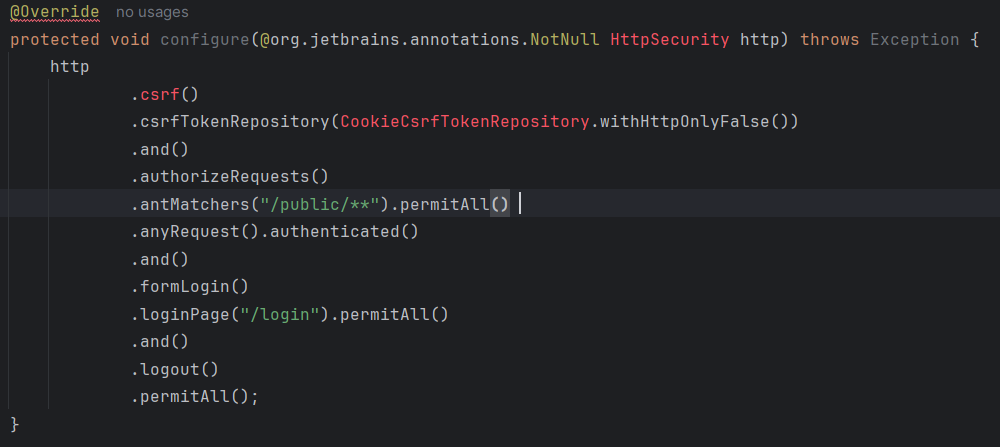 @Override no usages
protected void configure(@org.jetbrains.annotations.NotNull HttpSecurity http) throws Exception {
http
.csrf()
.csrfTokenRepository(CookieCsrfTokenRepository.withHttpOnlyFalse())
.and()
.authorizeRequests()
.antMatchers("/public/**").permitAll()
.anyRequest().authenticated()
.and()
.formLogin()
.loginPage("/login").permitAll()
.and()
.logout()
.permitAll();
}